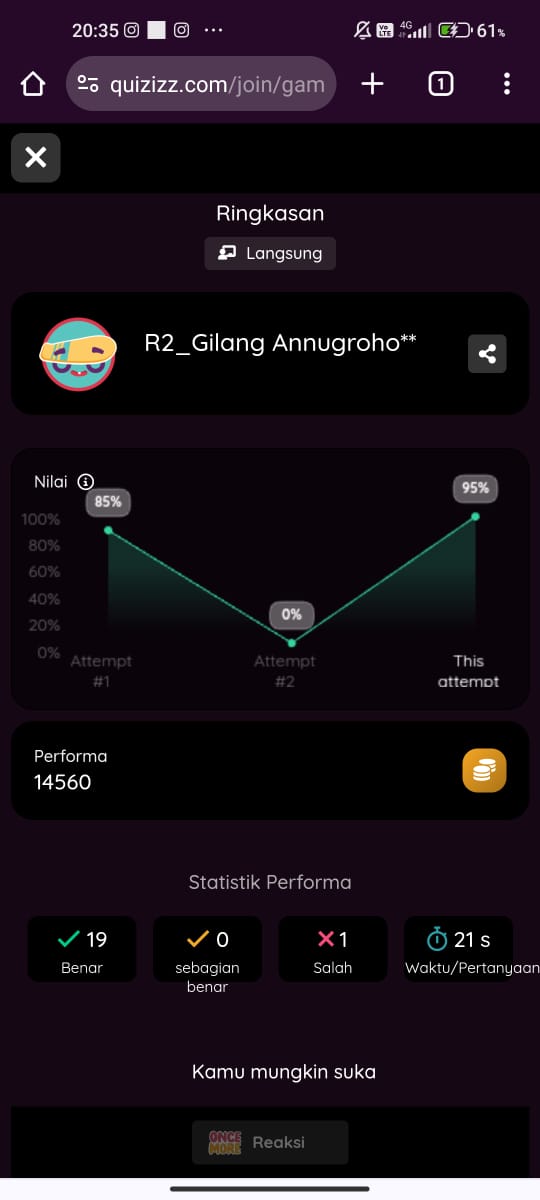 20:35
Vo LTE 4G 61%
quizizz.com/join/gam
1
Ringkasan
Langsung
R2_Gilang Annugroho**
Nilai
85%
95%
100%
80%
60%
40%
20%
0%
0%
Attempt #1
Attempt #2
This attempt
Performa
14560
Statistik Performa
19
Benar
0
sebagian
benar
1
Salah
21 s
Waktu/Pertanyaan
Kamu mungkin suka
ONCE MORE
Reaksi